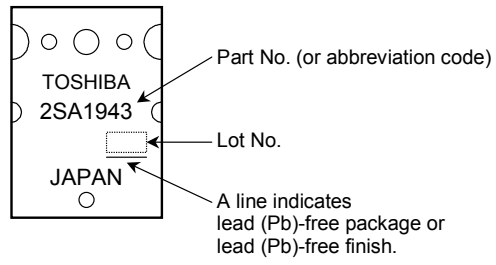 TOSHIBA
2SA1943
JAPAN
Part No. (or abbreviation code)
Lot No.
A line indicates
lead (Pb)-free package or
lead (Pb)-free finish.